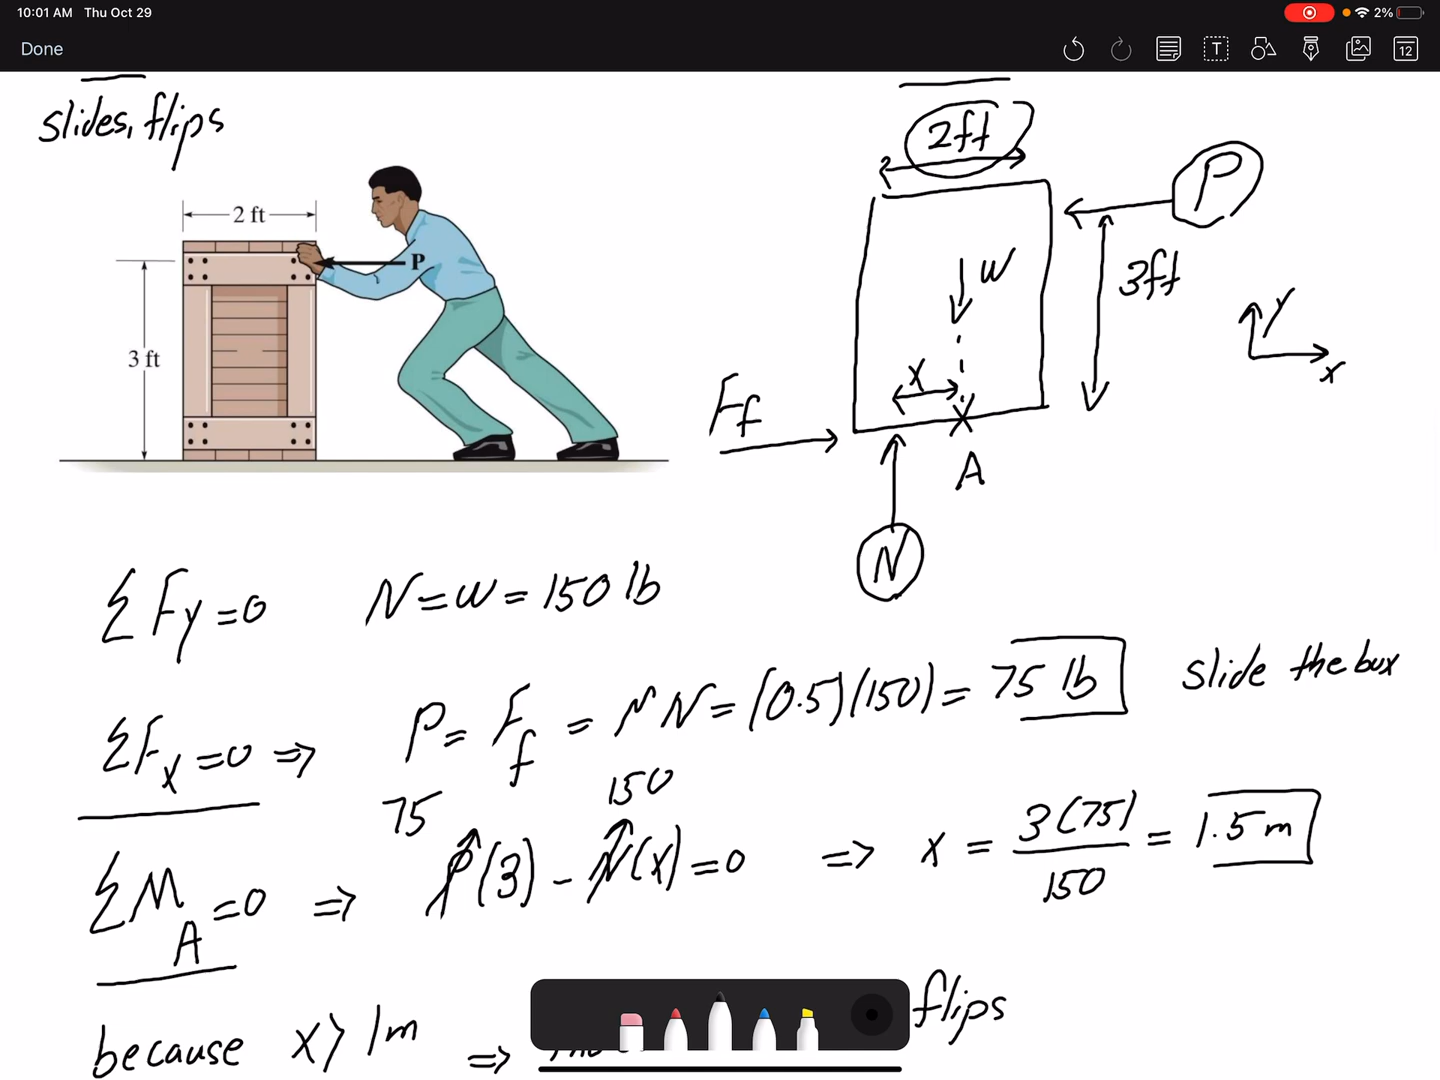 10:01 AM Thu Oct 29
2%
Done
T
12
slides, flips
2 ft
P
3 ft
2ft
P
W
3ft
x
y
x
Ff
A
N
ΣFy=0 N=W=150 lb
ΣFx=0 ⇒ P=Ff=μN=(0.5)(150)=75 lb slide the box
75 150
ΣM_A=0 ⇒ P(3)-N(x)=0 ⇒ x=3(75)/150=1.5m
because x>1m ⇒ flips